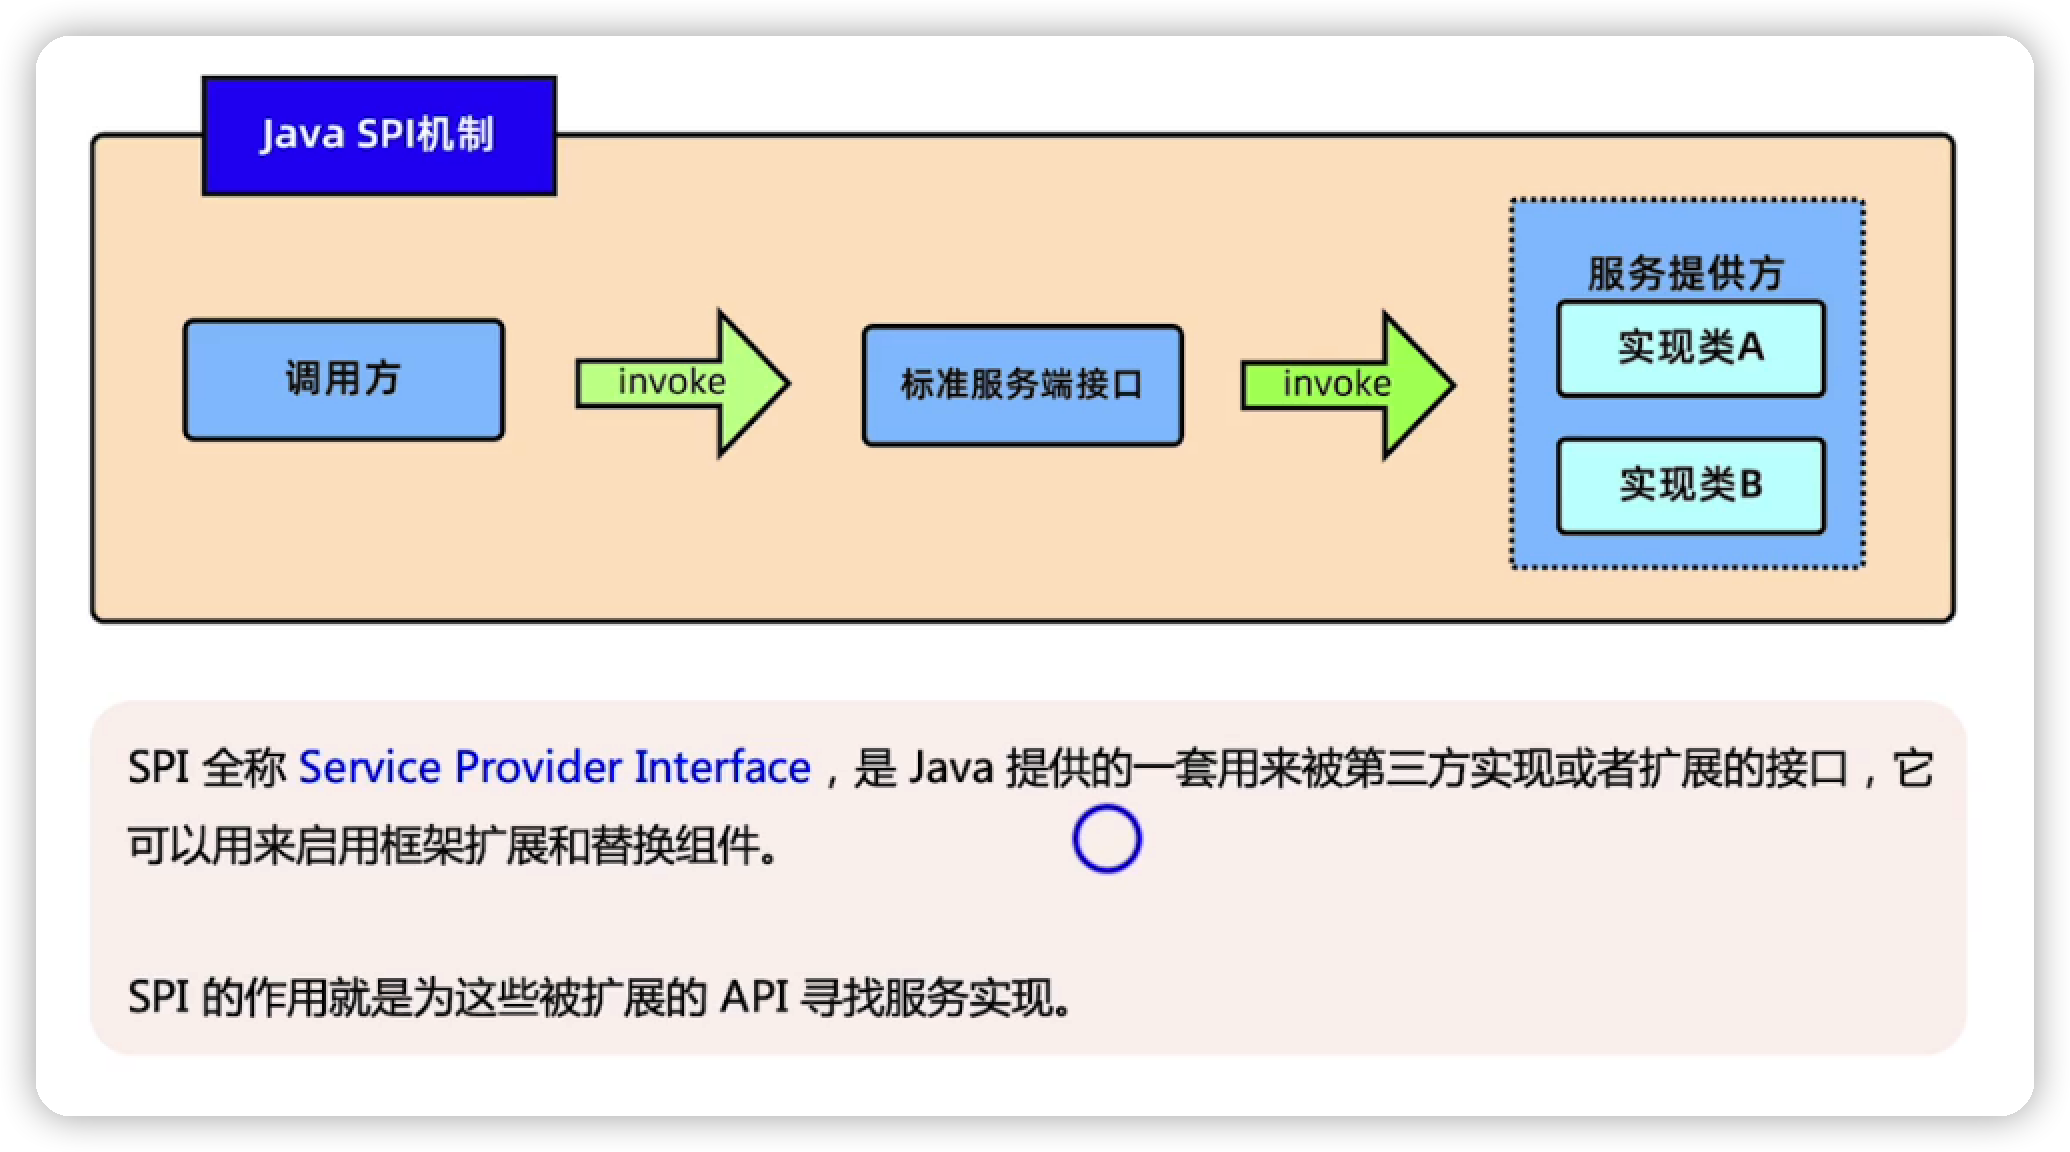 Java SPI机制
调用方
invoke
标准服务端接口
invoke
服务提供方
实现类A
实现类B
SPI 全称 Service Provider Interface，是 Java 提供的一套用来被第三方实现或者扩展的接口，它
可以用来启用框架扩展和替换组件。
SPI 的作用就是为这些被扩展的 API 寻找服务实现。